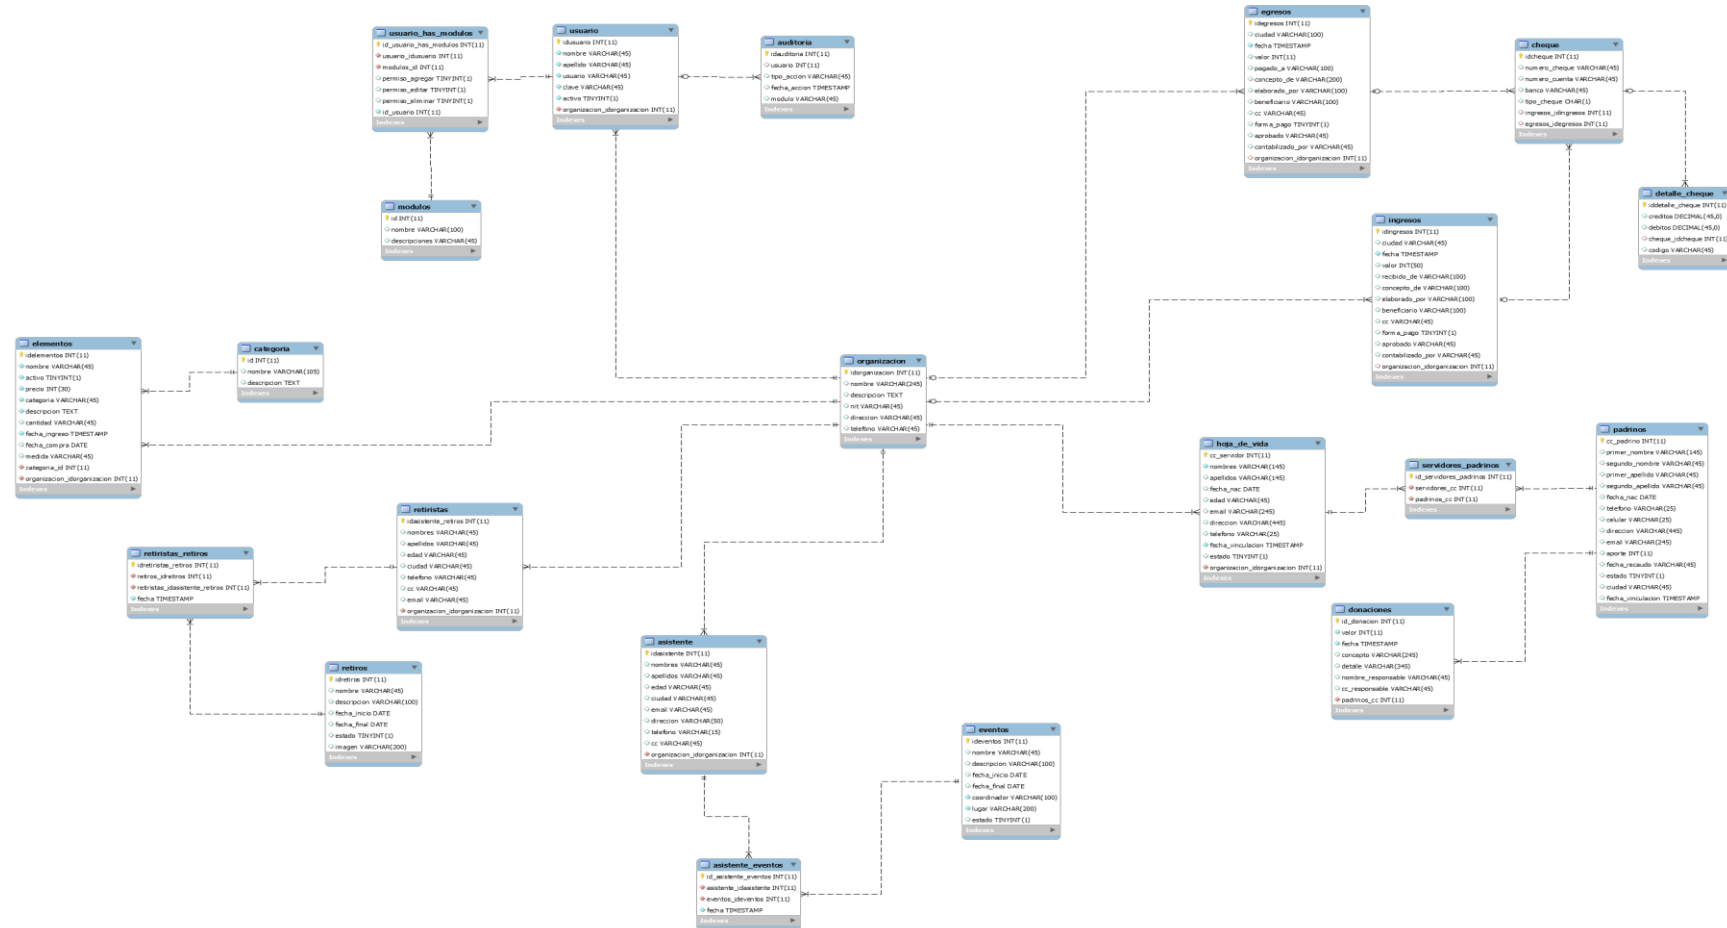 usuario_has_modulos
id_usuario_has_modulos INT(11)
usuario_idusuario INT(11)
modulos_id INT(11)
permiso_agregar TINYINT(1)
permiso_editar TINYINT(1)
permiso_eliminar TINYINT(1)
id_usuario INT(11)
Indexes
usuario
idusuario INT(11)
nombre VARCHAR(45)
apellido VARCHAR(45)
usuario VARCHAR(45)
clave VARCHAR(45)
activo TINYINT(1)
organizacion_idorganizacion INT(11)
Indexes
auditoria
idauditoria INT(11)
usuario INT(11)
tipo_accion VARCHAR(45)
fecha_accion TIMESTAMP
modulo VARCHAR(45)
Indexes
egresos
idegresos INT(11)
ciudad VARCHAR(100)
fecha TIMESTAMP
valor INT(11)
pagado_a VARCHAR(100)
concepto_de VARCHAR(200)
elaborado_por VARCHAR(100)
beneficiario VARCHAR(100)
cc VARCHAR(45)
forma_pago TINYINT(1)
aprobado VARCHAR(45)
contabilizado_por VARCHAR(45)
organizacion_idorganizacion INT(11)
Indexes
cheque
idcheque INT(11)
numero_cheque VARCHAR(45)
numero_cuenta VARCHAR(45)
banco VARCHAR(45)
tipo_cheque CHAR(1)
ingresos_idingresos INT(11)
egresos_idegresos INT(11)
Indexes
detalle_cheque
iddetalle_cheque INT(11)
creditos DECIMAL(45,0)
debitos DECIMAL(45,0)
cheque_idcheque INT(11)
codigo VARCHAR(45)
Indexes
modulos
id INT(11)
nombre VARCHAR(100)
descripciones VARCHAR(45)
Indexes
ingresos
idingresos INT(11)
ciudad VARCHAR(45)
fecha TIMESTAMP
valor INT(50)
recibido_de VARCHAR(100)
concepto_de VARCHAR(100)
elaborado_por VARCHAR(100)
beneficiario VARCHAR(100)
cc VARCHAR(45)
forma_pago TINYINT(1)
aprobado VARCHAR(45)
contabilizado_por VARCHAR(45)
organizacion_idorganizacion INT(11)
Indexes
elementos
idelementos INT(11)
nombre VARCHAR(45)
activo TINYINT(1)
precio INT(30)
categoria VARCHAR(45)
descripcion TEXT
cantidad VARCHAR(45)
fecha_ingreso TIMESTAMP
fecha_compra DATE
medida VARCHAR(45)
categoria_id INT(11)
organizacion_idorganizacion INT(11)
Indexes
categoria
id INT(11)
nombre VARCHAR(105)
descripcion TEXT
Indexes
organizacion
idorganizacion INT(11)
nombre VARCHAR(245)
descripcion TEXT
nit VARCHAR(45)
direccion VARCHAR(45)
telefono VARCHAR(45)
Indexes
hoja_de_vida
cc_servidor INT(11)
nombres VARCHAR(145)
apellidos VARCHAR(145)
fecha_nac DATE
edad VARCHAR(45)
email VARCHAR(245)
direccion VARCHAR(445)
telefono VARCHAR(25)
fecha_vinculacion TIMESTAMP
estado TINYINT(1)
organizacion_idorganizacion INT(11)
Indexes
servidores_padrinos
id_servidores_padrinos INT(11)
servidores_cc INT(11)
padrinos_cc INT(11)
Indexes
padrinos
cc_padrino INT(11)
primer_nombre VARCHAR(145)
segundo_nombre VARCHAR(45)
primer_apellido VARCHAR(45)
segundo_apellido VARCHAR(45)
fecha_nac DATE
telefono VARCHAR(25)
celular VARCHAR(25)
direccion VARCHAR(445)
email VARCHAR(245)
aporte INT(11)
fecha_recaudo VARCHAR(45)
estado TINYINT(1)
ciudad VARCHAR(45)
fecha_vinculacion TIMESTAMP
Indexes
retiristas
idasistente_retiros INT(11)
nombres VARCHAR(45)
apellidos VARCHAR(45)
edad VARCHAR(45)
ciudad VARCHAR(45)
telefono VARCHAR(45)
cc VARCHAR(45)
email VARCHAR(45)
organizacion_idorganizacion INT(11)
Indexes
retiristas_retiros
idretiristas_retiros INT(11)
retiros_idretiros INT(11)
retiristas_idasistente_retiros INT(11)
fecha TIMESTAMP
Indexes
donaciones
id_donacion INT(11)
valor INT(11)
fecha TIMESTAMP
concepto VARCHAR(245)
detalle VARCHAR(345)
nombre_responsable VARCHAR(45)
cc_responsable VARCHAR(45)
padrinos_cc INT(11)
Indexes
asistente
idasistente INT(11)
nombres VARCHAR(45)
apellidos VARCHAR(45)
edad VARCHAR(45)
ciudad VARCHAR(45)
email VARCHAR(45)
direccion VARCHAR(50)
telefono VARCHAR(15)
cc VARCHAR(45)
organizacion_idorganizacion INT(11)
Indexes
retiros
idretiros INT(11)
nombre VARCHAR(45)
descripcion VARCHAR(100)
fecha_inicio DATE
fecha_final DATE
estado TINYINT(1)
imagen VARCHAR(200)
Indexes
eventos
ideventos INT(11)
nombre VARCHAR(45)
descripcion VARCHAR(100)
fecha_inicio DATE
fecha_final DATE
coordinador VARCHAR(100)
lugar VARCHAR(200)
estado TINYINT(1)
Indexes
asistente_eventos
id_asistente_eventos INT(11)
asistente_idasistente INT(11)
eventos_ideventos INT(11)
fecha TIMESTAMP
Indexes